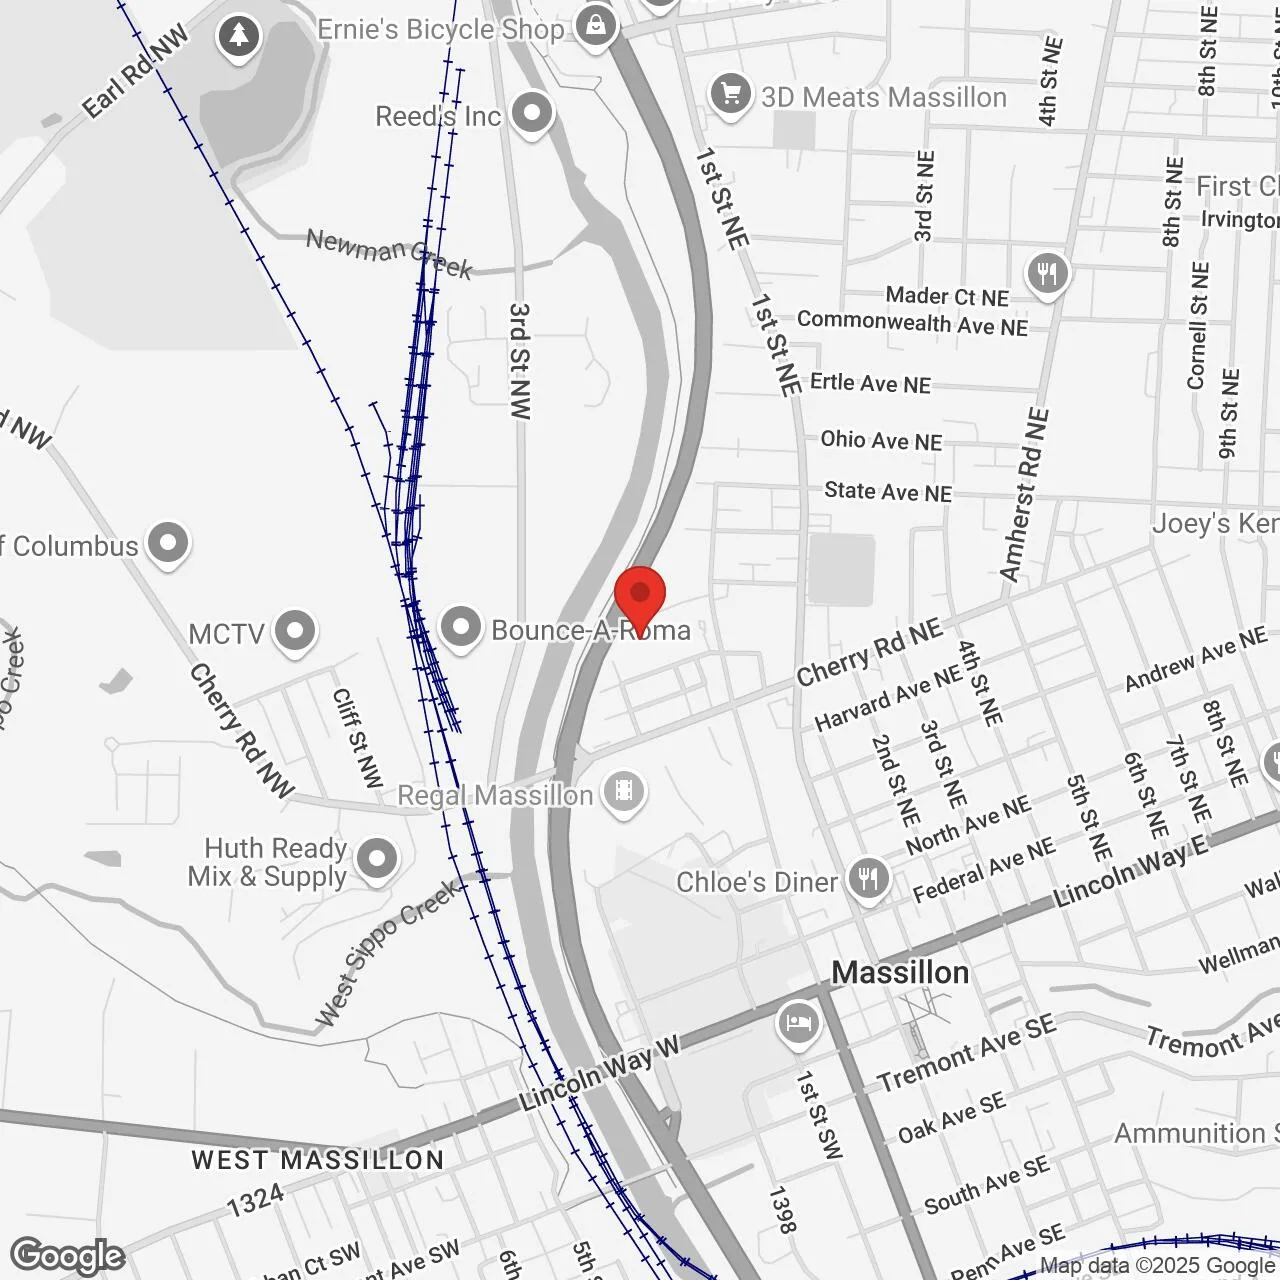 Ernie's Bicycle Shop
Earl Rd NW
Reed's Inc
3D Meats Massillon
4th St NE
8th St NE
1st St NE
3rd St NE
8th St NE
Irvington
Newman Creek
3rd St NW
1st St NE
Mader Ct NE
Commonwealth Ave NE
Cornell St NE
Ertle Ave NE
9th St NE
Ohio Ave NE
Amherst Rd NE
State Ave NE
Joey's Ken
f Columbus
MCTV
Bounce-A-Roma
Cherry Rd NW
Cliff St NW
Cherry Rd NE
Harvard Ave NE
4th St NE
Andrew Ave NE
2nd St NE
3rd St NE
5th St NE
6th St NE
7th St NE
8th St NE
Regal Massillon
North Ave NE
Federal Ave NE
Lincoln Way E
Huth Ready
Mix & Supply
Chloe's Diner
West Sippo Creek
Wellman
Massillon
Lincoln Way W
Tremont Ave SE
Tremont Ave
1st St SW
Oak Ave SE
Ammunition S
WEST MASSILLON
1324
1398
South Ave SE
Penn Ave SE
6th
5th St
Ave SW
Ct SW
Google
Map data ©2025 Google